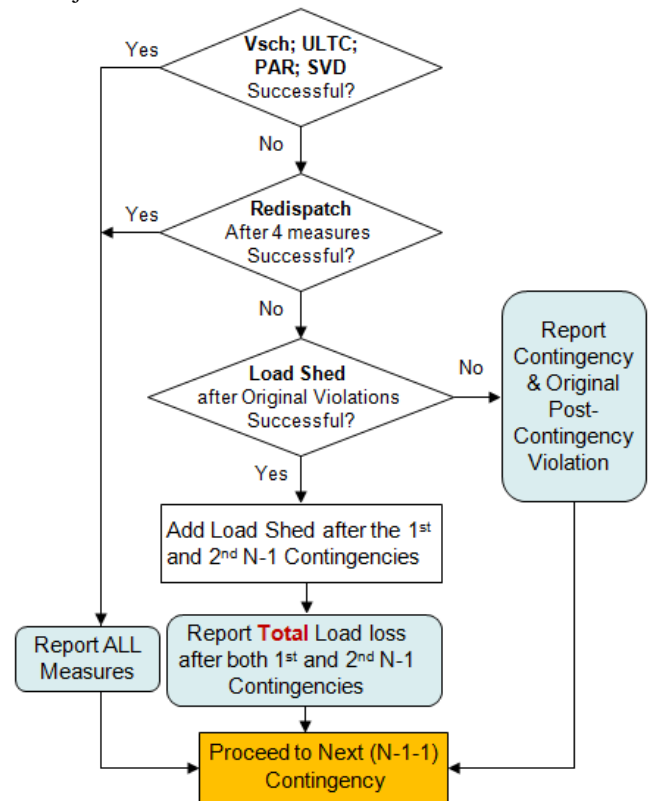 Yes
Vsch; ULTC;
PAR; SVD
Successful?
No
Yes
Redispatch
After 4 measures
Successful?
No
Load Shed
after Original Violations
Successful?
No
Report
Contingency
& Original
Post-
Contingency
Violation
Yes
Add Load Shed after the 1st
and 2nd N-1 Contingencies
Report ALL
Measures
Report Total Load loss
after both 1st and 2nd N-1
Contingencies
Proceed to Next (N-1-1)
Contingency